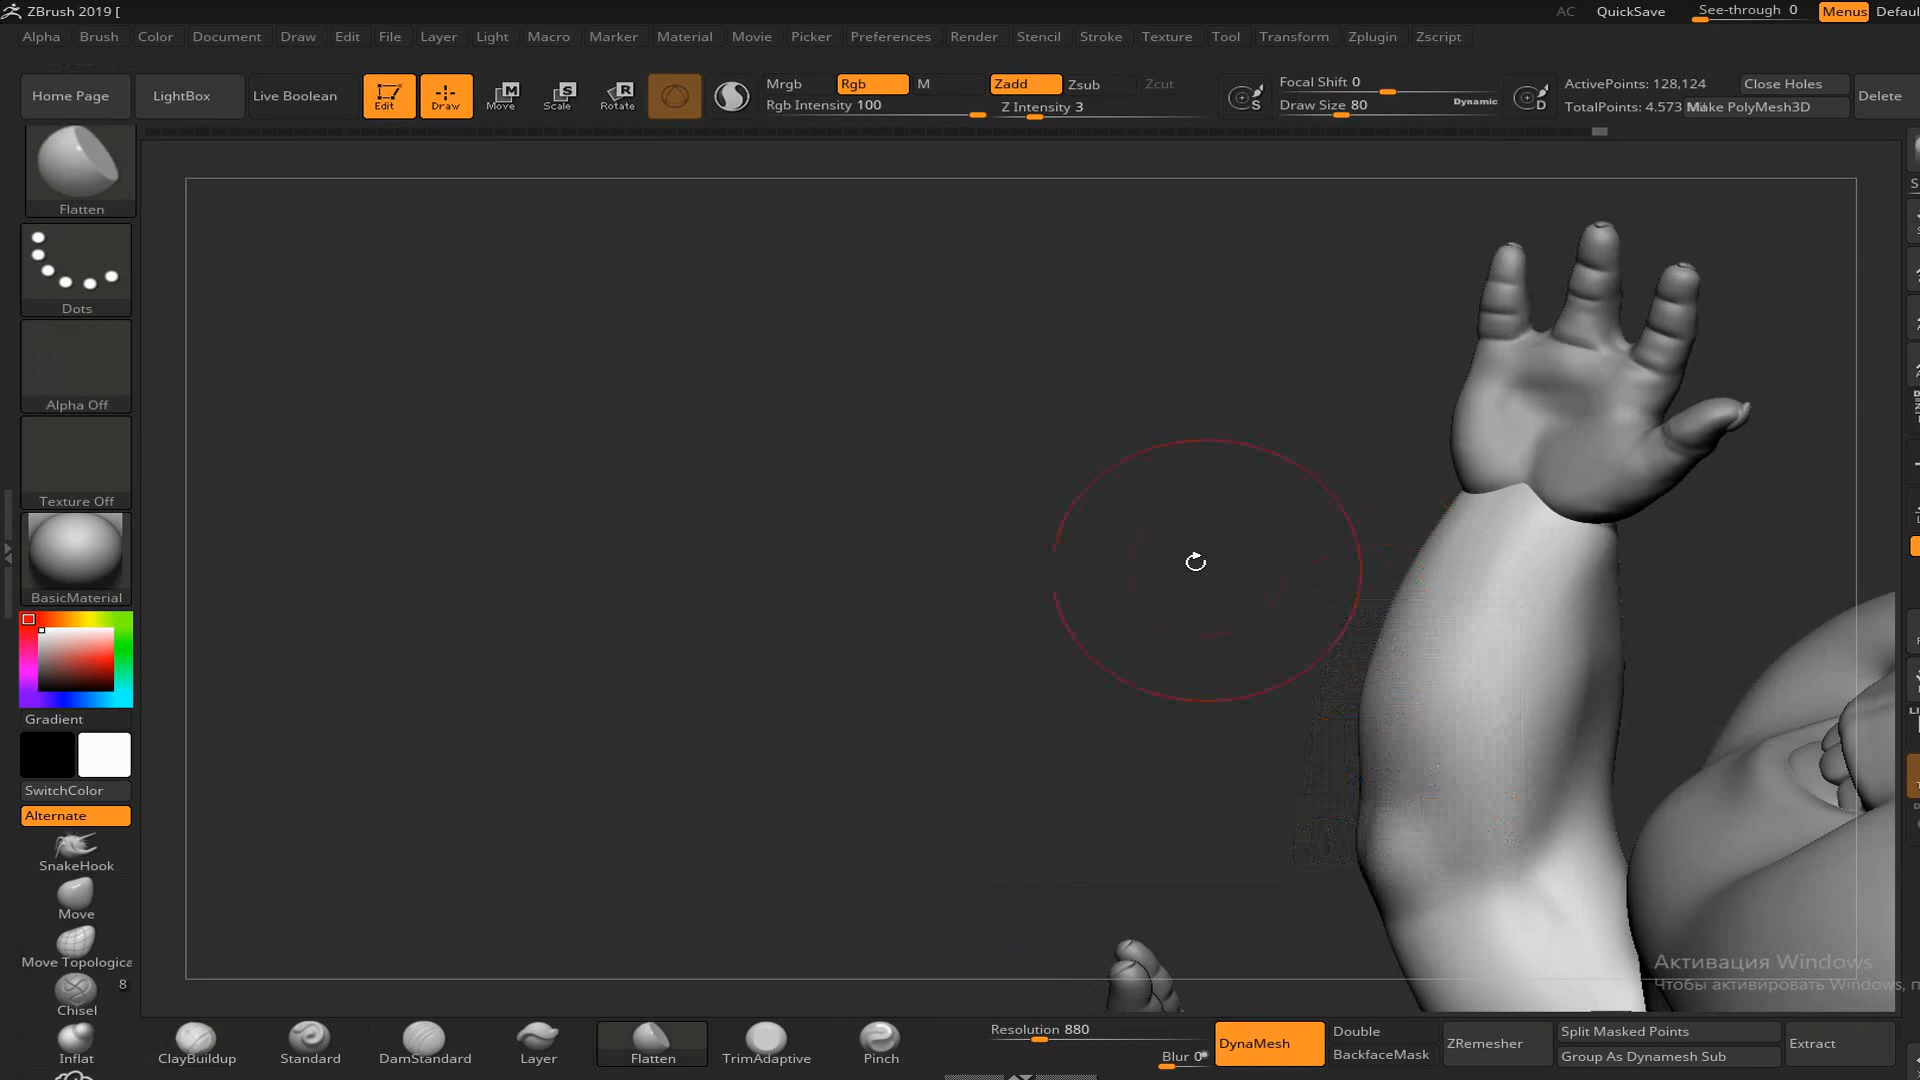 ZBrush 2019 [
AC QuickSave See-through 0 Menus Defaul
Alpha Brush Color Document Draw Edit File Layer Light Macro Marker Material Movie Picker Preferences Render Stencil Stroke Texture Tool Transform Zplugin Zscript
Home Page LightBox Live Boolean Edit Draw Move Scale Rotate
Mrgb Rgb M Zadd Zsub Zcut
Rgb Intensity 100 Z Intensity 3
Focal Shift 0
Draw Size 80 Dynamic
ActivePoints: 128,124 Close Holes
TotalPoints: 4.573 Make PolyMesh3D
Delete
Flatten
Dots
Alpha Off
Texture Off
BasicMaterial
Gradient
SwitchColor
Alternate
SnakeHook
Move
Move Topologica
8
Chisel
Inflat
ClayBuildup Standard DamStandard Layer Flatten TrimAdaptive Pinch
Resolution 880
Blur 0
DynaMesh
Double
BackfaceMask
ZRemesher
Split Masked Points
Group As Dynamesh Sub
Extract
Активация Windows
Чтобы активировать Windows, п